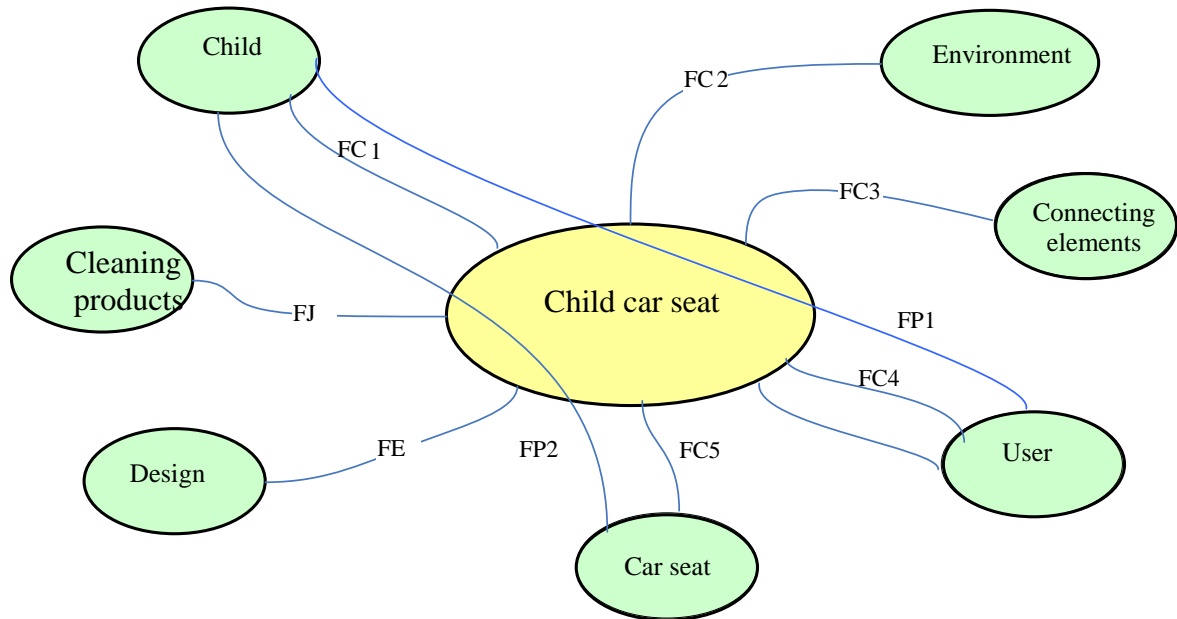 Child
Environment
FC 2
FC 1
FC3
Connecting
elements
Cleaning
products
Child car seat
FJ
FP1
FC4
FE
FP2
FC5
User
Design
Car seat